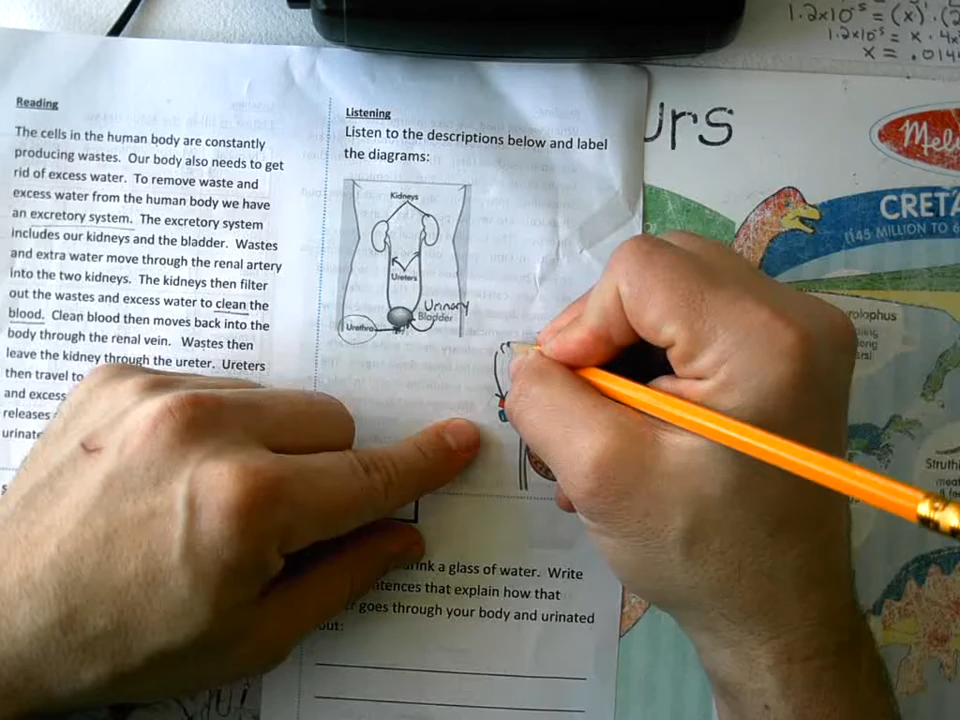 1.2x10⁻⁵ = (x)
1.2x10⁻⁵ = x . 4x
x = .014
Reading
The cells in the human body are constantly
producing wastes. Our body also needs to get
rid of excess water. To remove waste and
excess water from the human body we have
an excretory system. The excretory system
includes our kidneys and the bladder. Wastes
and extra water move through the renal artery
into the two kidneys. The kidneys then filter
out the wastes and excess water to clean the
blood. Clean blood then moves back into the
body through the renal vein. Wastes then
leave the kidney through the ureter. Ureters
then travel to
and excess
releases
urinate
Listening
Listen to the descriptions below and label
the diagrams:
Kidneys
Ureters
Urinary
Bladder
Urethra
drink a glass of water. Write
sentences that explain how that
goes through your body and urinated
out:
urs
Mel
CRETA
(145 MILLION TO 6
rolophus
Struthi
meat